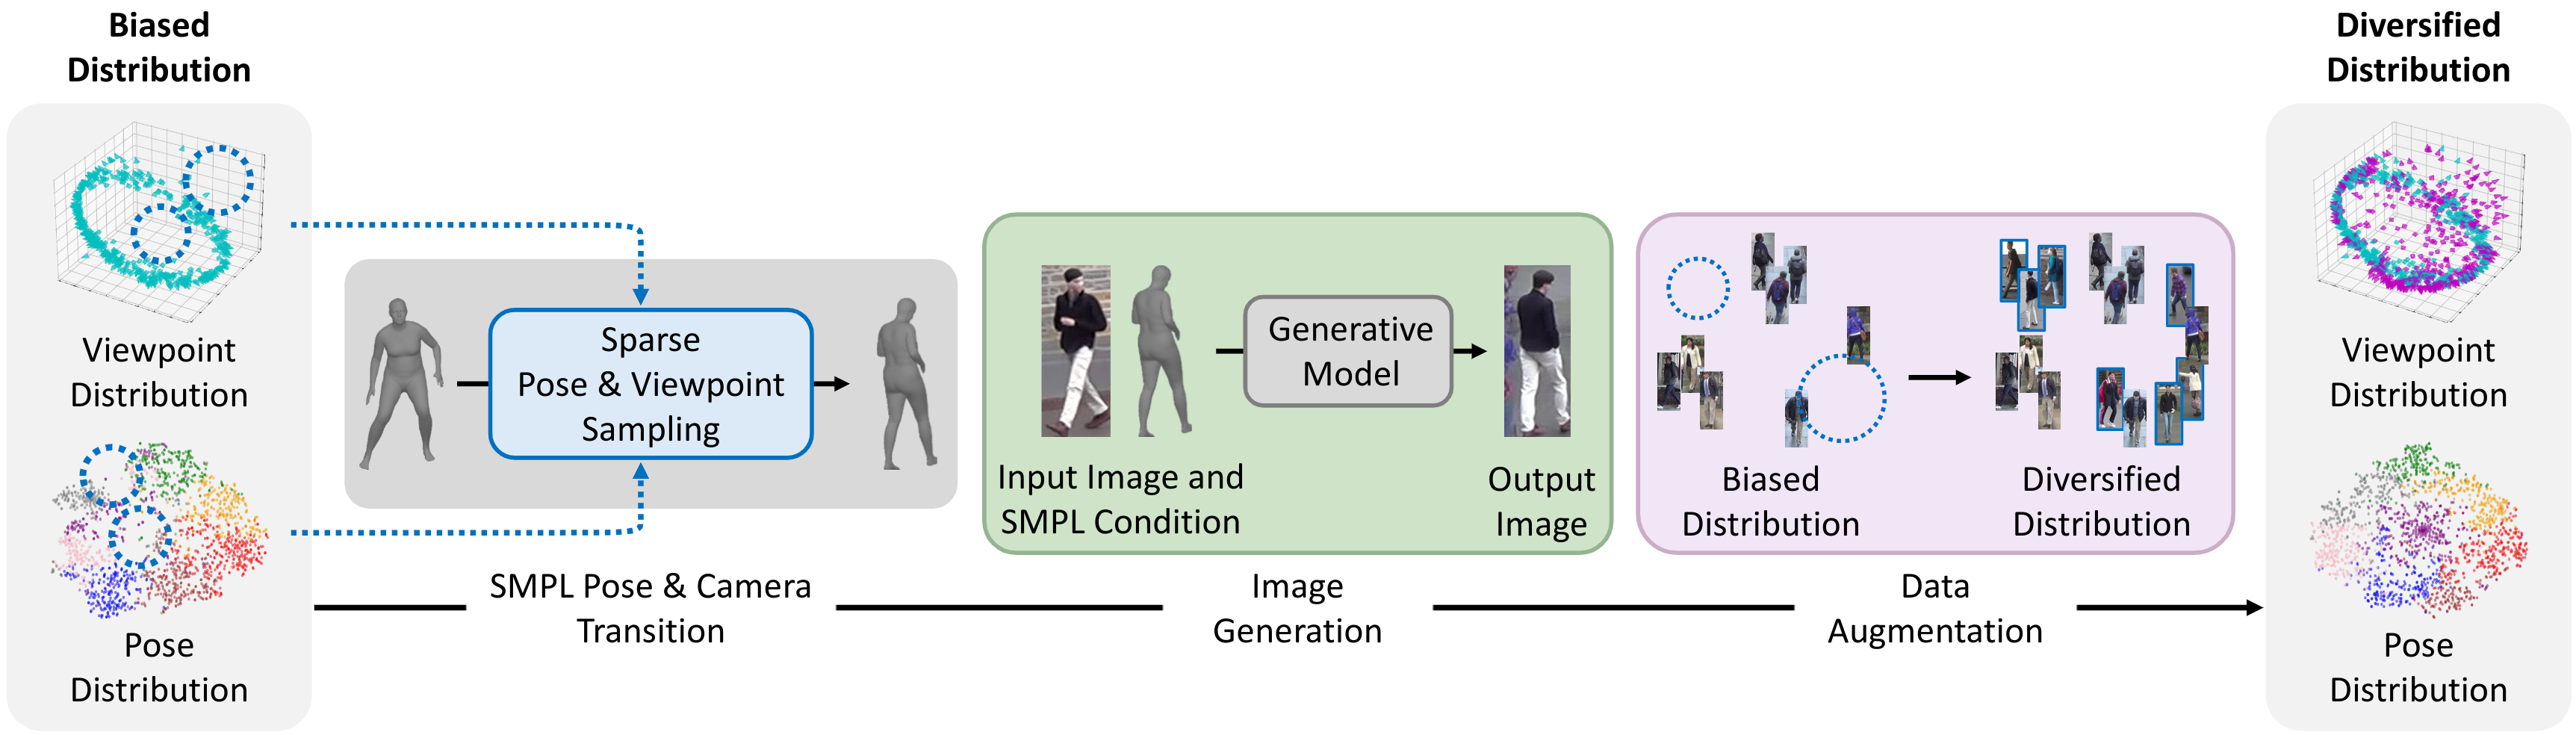 Biased
Distribution
Viewpoint
Distribution
Pose
Distribution
Sparse
Pose & Viewpoint
Sampling
SMPL Pose & Camera
Transition
Input Image and
SMPL Condition
Generative
Model
Output
Image
Image
Generation
Biased
Distribution
Diversified
Distribution
Data
Augmentation
Diversified
Distribution
Viewpoint
Distribution
Pose
Distribution